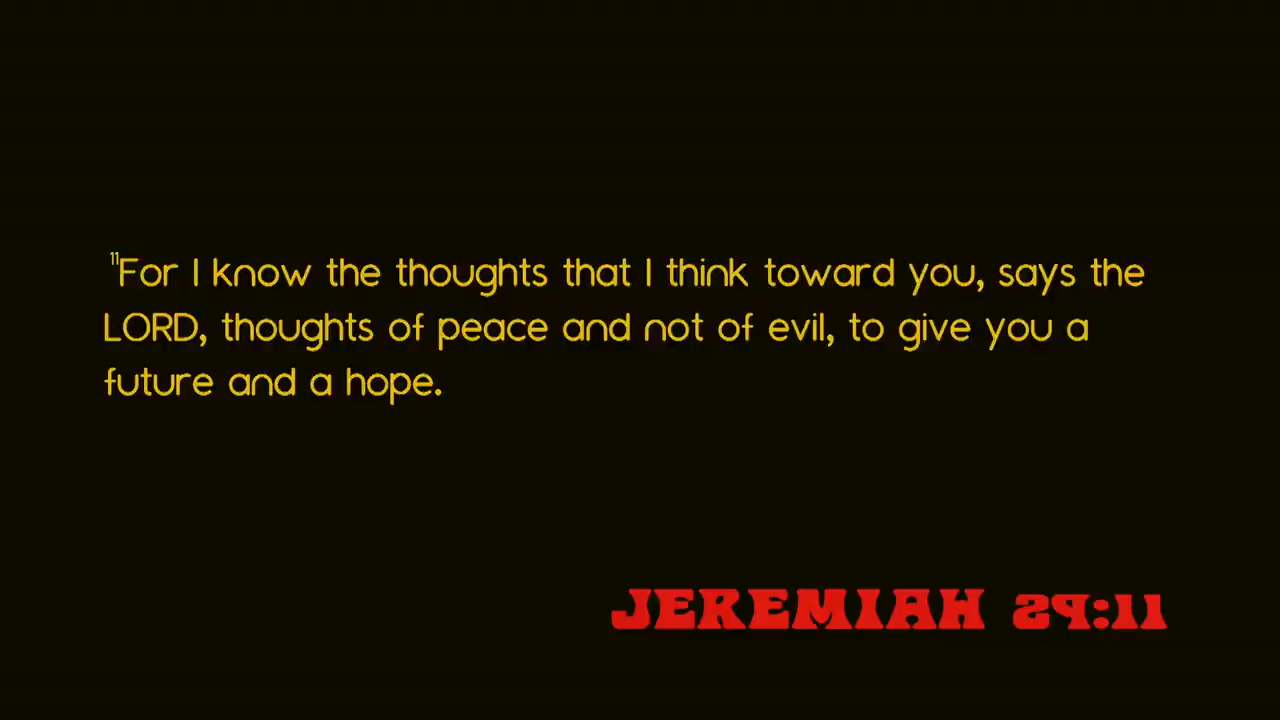 ¹¹For I know the thoughts that I think toward you, says the
LORD, thoughts of peace and not of evil, to give you a
future and a hope.
JEREMIAH 29:11